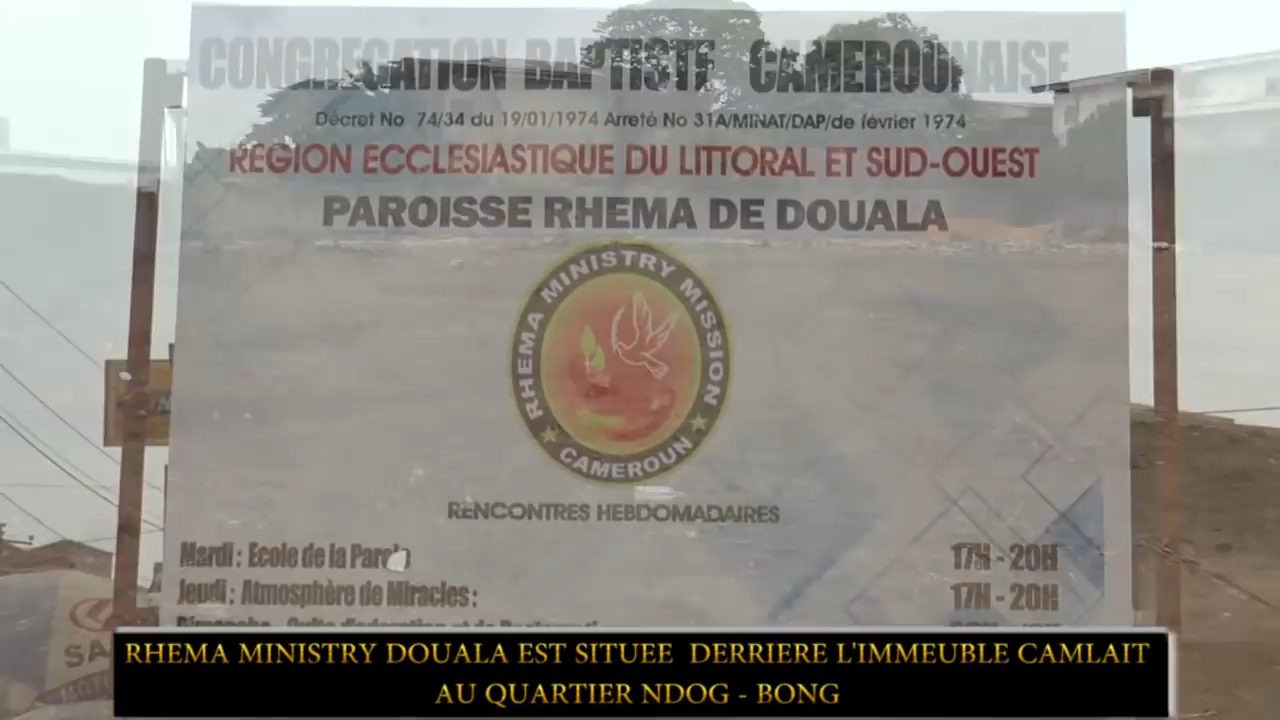 CONGREGATION BAPTISTE CAMEROUNAISE
Décret No 74/34 du 19/01/1974 Arreté No 31A/MINAT/DAP/de février 1974
REGION ECCLESIASTIQUE DU LITTORAL ET SUD-OUEST
PAROISSE RHEMA DE DOUALA
RHEMA MINISTRY MISSION
CAMEROUN
RENCONTRES HEBDOMADAIRES
Mardi : Ecole de la Parole 17H - 20H
Jeudi : Atmosphère de Miracles : 17H - 20H
Dimanche
SA
RHEMA MINISTRY DOUALA EST SITUEE DERRIERE L'IMMEUBLE CAMLAIT
AU QUARTIER NDOG - BONG